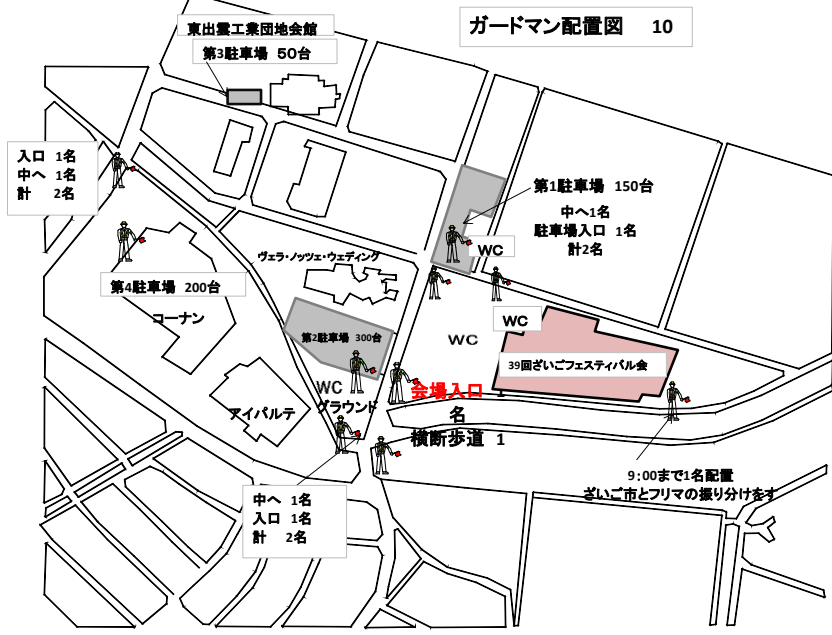 ガードマン配置図 10
東出雲工業団地会館
第3駐車場 50台
入口 1名
中へ 1名
計 2名
第1駐車場 150台
中へ1名
駐車場入口 1名
計2名
WC
ヴェラ・ノッツェ・ウェディング
第4駐車場 200台
コーナン
WC
第2駐車場 300台
WC
39回ざいごフェスティバル会
WC
グラウンド
会場入口 1
名
横断歩道 1
アイパルテ
9:00まで1名配置
ざいご市とフリマの振り分けをす
中へ 1名
入口 1名
計 2名